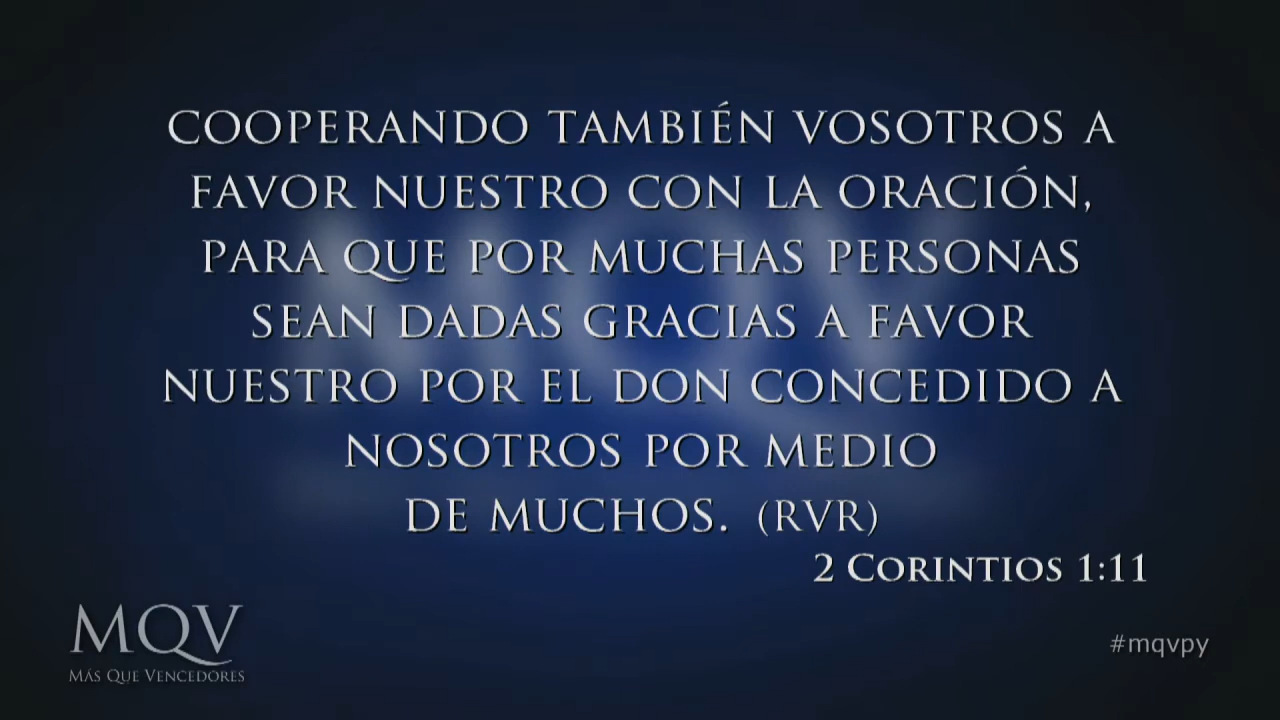 COOPERANDO TAMBIÉN VOSOTROS A
FAVOR NUESTRO CON LA ORACIÓN,
PARA QUE POR MUCHAS PERSONAS
SEAN DADAS GRACIAS A FAVOR
NUESTRO POR EL DON CONCEDIDO A
NOSOTROS POR MEDIO
DE MUCHOS. (RVR)
2 CORINTIOS 1:11
MQV
MÁS QUE VENCEDORES
#mqvpy